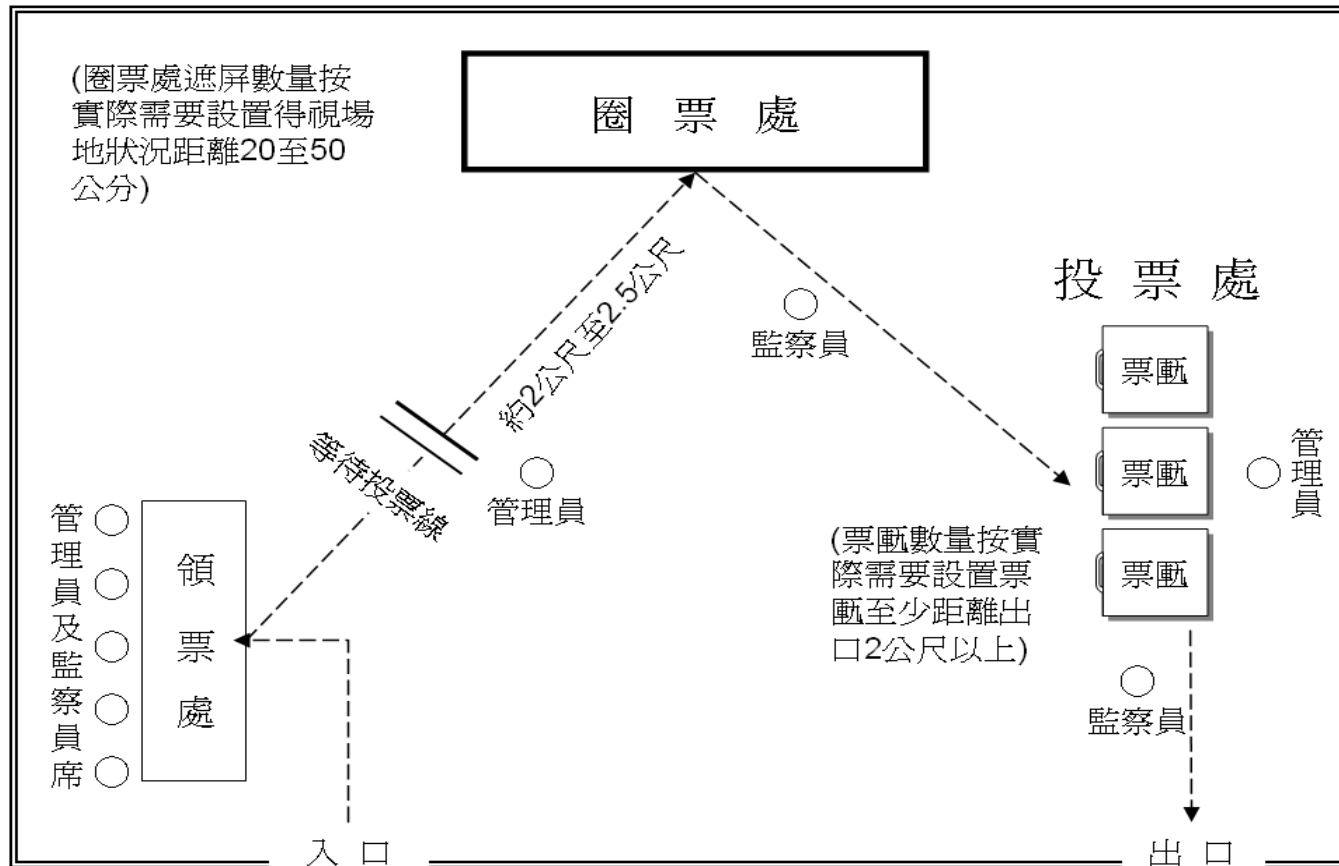 (圈票處遮屏數量按
實際需要設置得視場
地狀況距離20至50
公分)
圈票處
約2公尺至2.5公尺
等待投票線
管理員
監察員
投票處
票匭
票匭
票匭
管理員
(票匭數量按實
際需要設置票
匭至少距離出
口2公尺以上)
監察員
管理員及監察員席
領票處
入口
出口